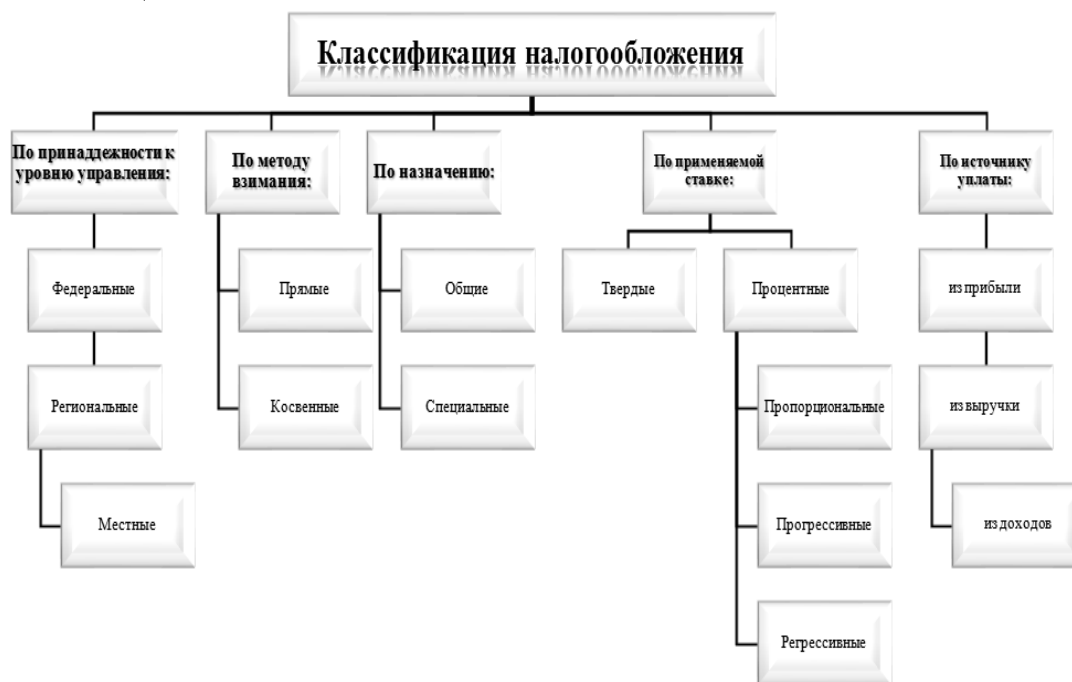 Классификация налогообложения
По принаддежности к
уровню управления:
Федеральные
Региональные
Местные
По методу
взимания:
Прямые
Косвенные
По назначению:
Общие
Специальные
По применяемой
ставке:
Твердые
Процентные
Пропорциональные
Прогрессивные
Регрессивные
По источнику
уплаты:
из прибыли
из выручки
из доходов